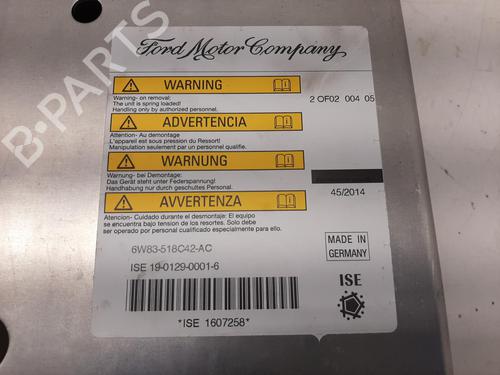 Ford Motor Company
WARNING
Warning- on removal:
The unit is spring loaded!
Handling only by authorized personnel.
2 OF02 004 05
ADVERTENCIA
Attention- Au demontage
L'appareil est sous pression du Ressort!
Manipulation seulement par un personnel qualifie.
WARNUNG
Warnung- bei Demontage:
Das Gerät steht unter Federspannung!
Handhabung nur durch geschultes Personal.
45/2014
AVVERTENZA
Atencion- Cuidado durante el desmontaje: El equipo
se encuentra bajo tension de los resortes. Solo debe
ser operado por personal cualificado especialmente para ello.
6W83-518C42-AC
MADE IN
GERMANY
ISE 19-0129-0001-6
ISE
*ISE 1607258*
B-PARTS